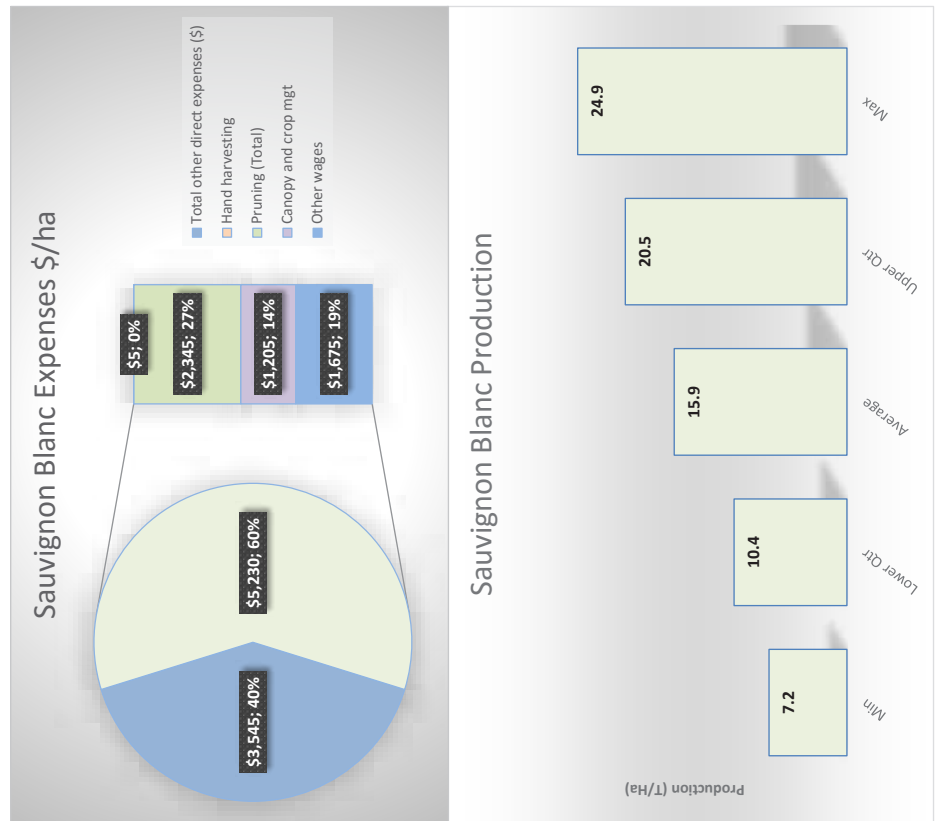 Sauvignon Blanc Expenses $/ha
$3,545; 40%
$5,230; 60%
$5; 0%
$2,345; 27%
$1,205; 14%
$1,675; 19%
Total other direct expenses ($)
Hand harvesting
Pruning (Total)
Canopy and crop mgt
Other wages
Sauvignon Blanc Production
Production (T/Ha)
7.2
10.4
15.9
20.5
24.9
Min
Lower Qtr
Average
Upper Qtr
Max